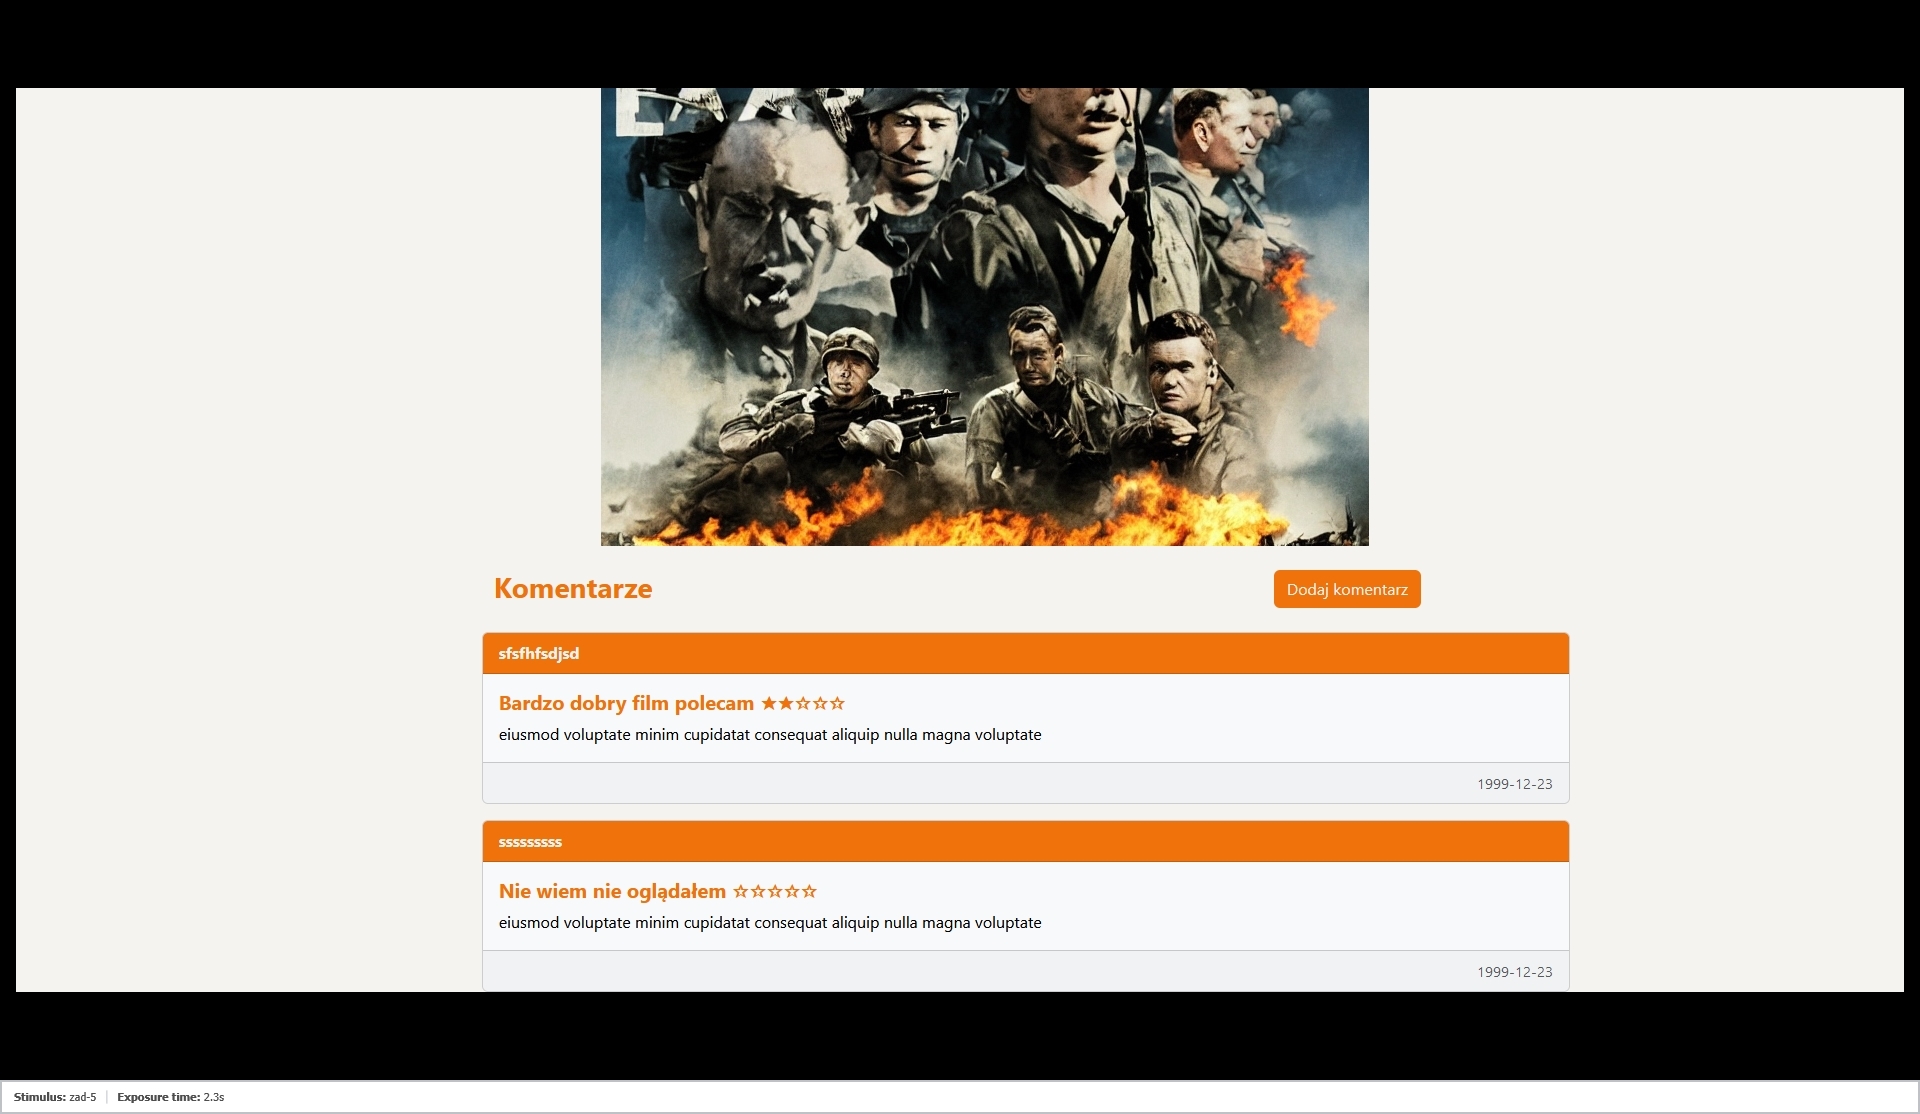 Komentarze
Dodaj komentarz
sfsfhfsdjsd
Bardzo dobry film polecam ★★☆☆☆
eiusmod voluptate minim cupidatat consequat aliquip nulla magna voluptate
1999-12-23
sssssssss
Nie wiem nie oglądałem ☆☆☆☆☆
eiusmod voluptate minim cupidatat consequat aliquip nulla magna voluptate
1999-12-23
Stimulus: zad-5 | Exposure time: 2.3s